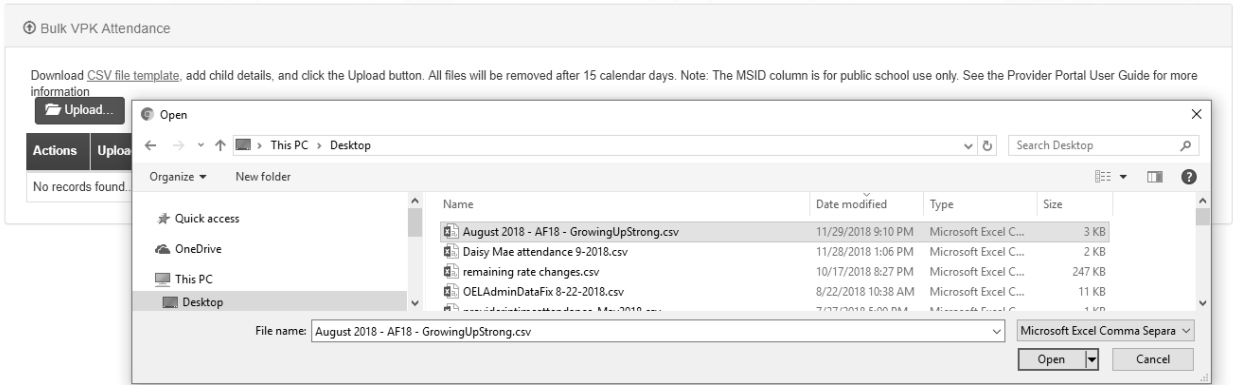 Bulk VPK Attendance
Download CSV file template, add child details, and click the Upload button. All files will be removed after 15 calendar days. Note: The MSID column is for public school use only. See the Provider Portal User Guide for more
information
Upload...
Open
This PC > Desktop
Search Desktop
Actions
Organize
New folder
No records found..
Name
Date modified
Type
Size
Quick access
August 2018 - AF18 - GrowingUpStrong.csv 11/29/2018 9:10 PM Microsoft Excel C... 3 KB
OneDrive
Daisy Mae attendance 9-2018.csv 11/28/2018 1:06 PM Microsoft Excel C... 2 KB
This PC
remaining rate changes.csv 10/17/2018 8:27 PM Microsoft Excel C... 247 KB
Desktop
OELAdminDataFix 8-22-2018.csv 8/22/2018 10:38 AM Microsoft Excel C... 11 KB
File name: August 2018 - AF18 - GrowingUpStrong.csv
Microsoft Excel Comma Separa
Open
Cancel